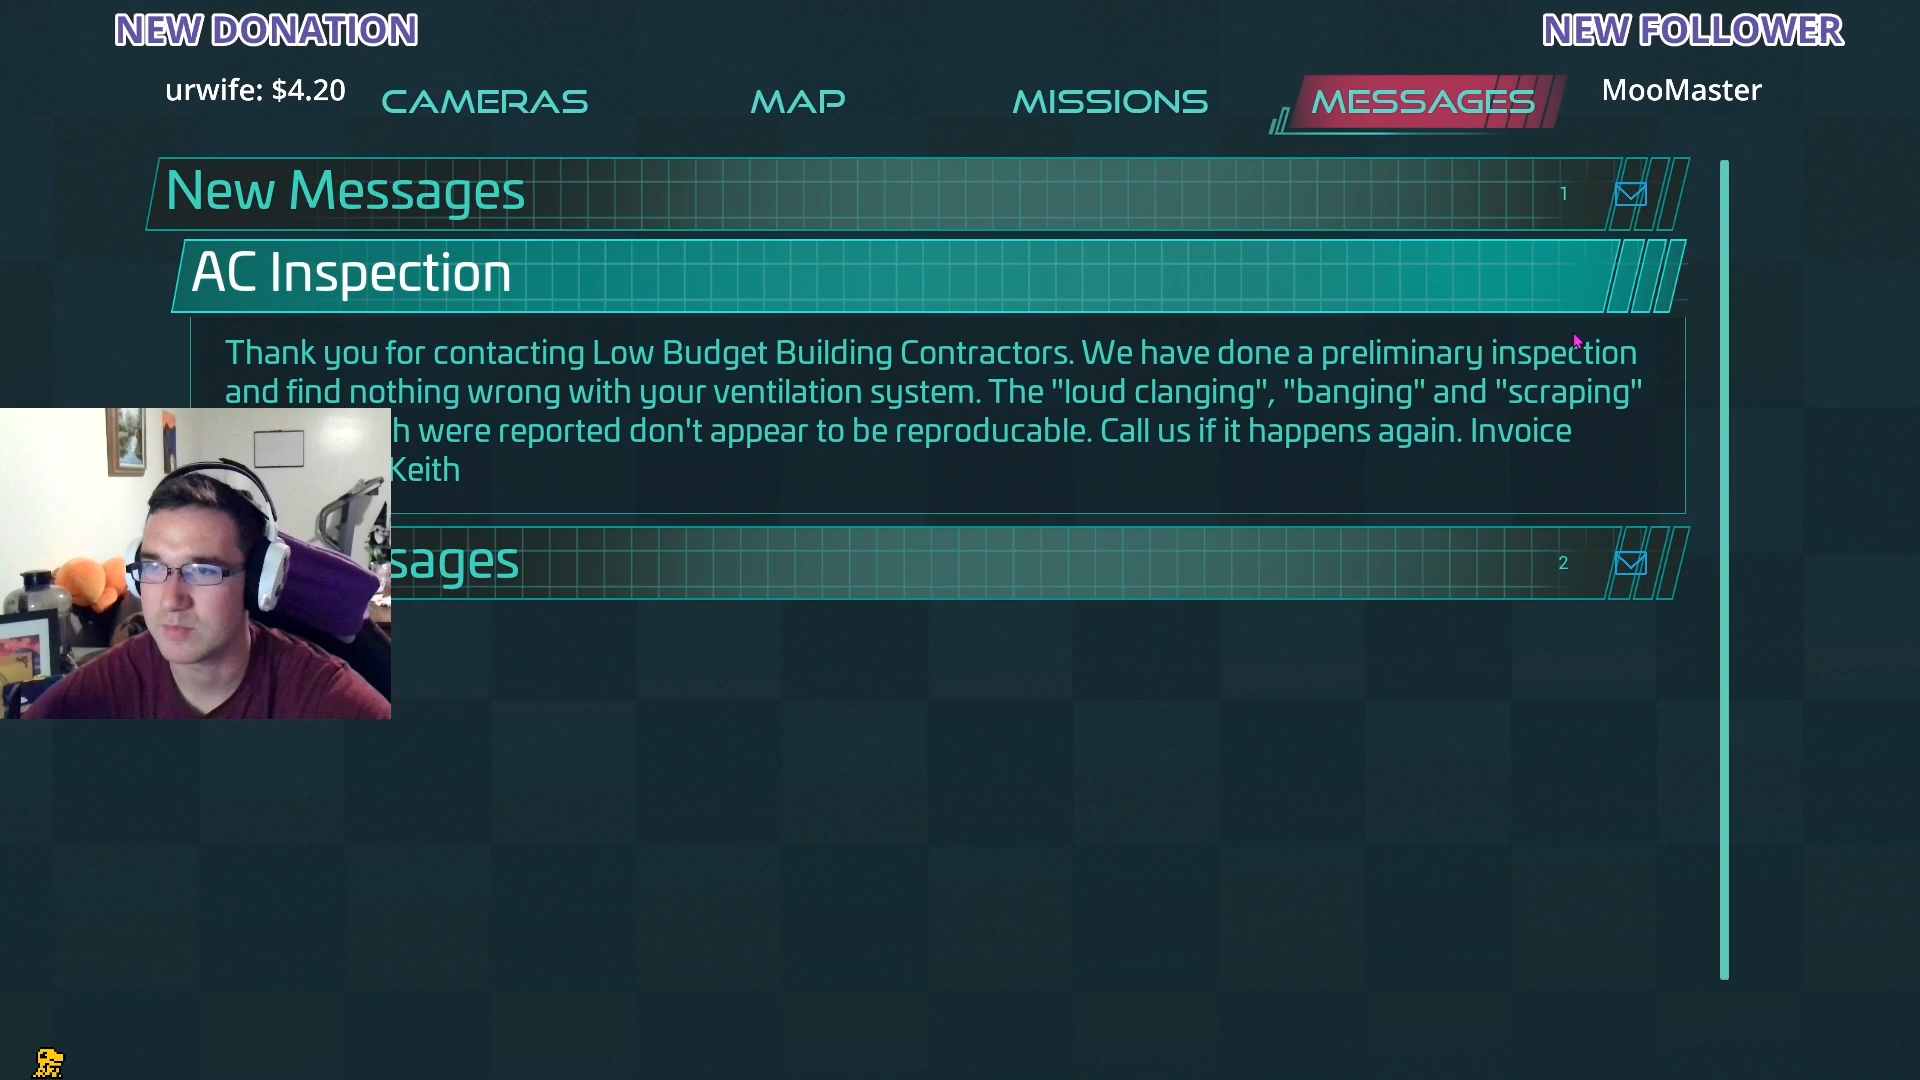 NEW DONATION
NEW FOLLOWER
urwife: $4.20
CAMERAS
MAP
MISSIONS
MESSAGES
MooMaster
New Messages
1
AC Inspection
Thank you for contacting Low Budget Building Contractors. We have done a preliminary inspection
and find nothing wrong with your ventilation system. The "loud clanging", "banging" and "scraping"
were reported don't appear to be reproducable. Call us if it happens again. Invoice
Keith
2